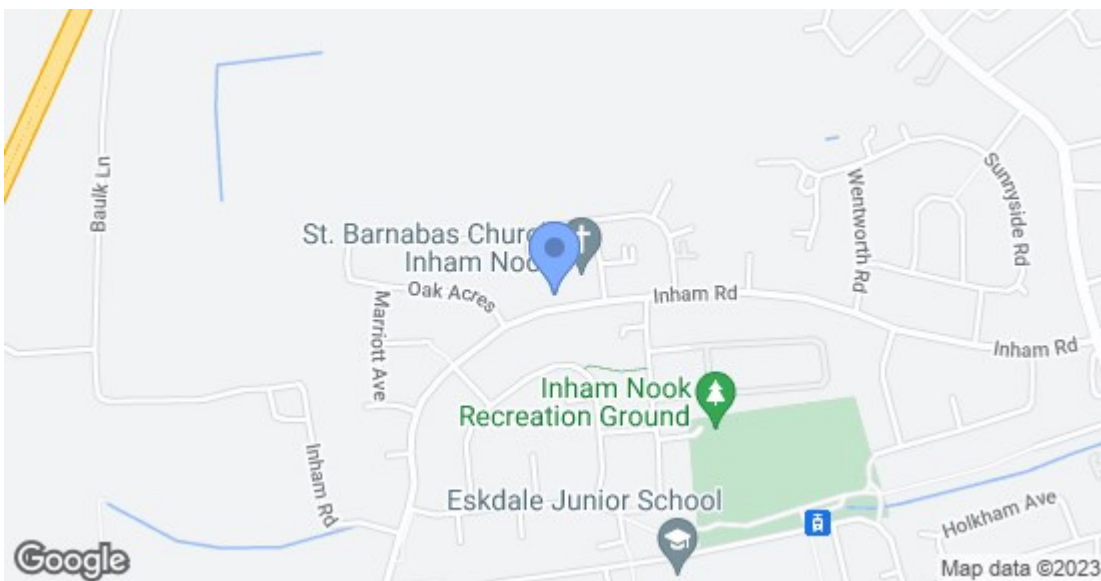 Baulk Ln
Sunnyside Rd
Wentworth Rd
St. Barnabas Church
Inham Nook
Oak Acres
Inham Rd
Marriott Ave
Inham Rd
Inham Nook
Recreation Ground
Inham Rd
Eskdale Junior School
Holkham Ave
Google
Map data ©2023